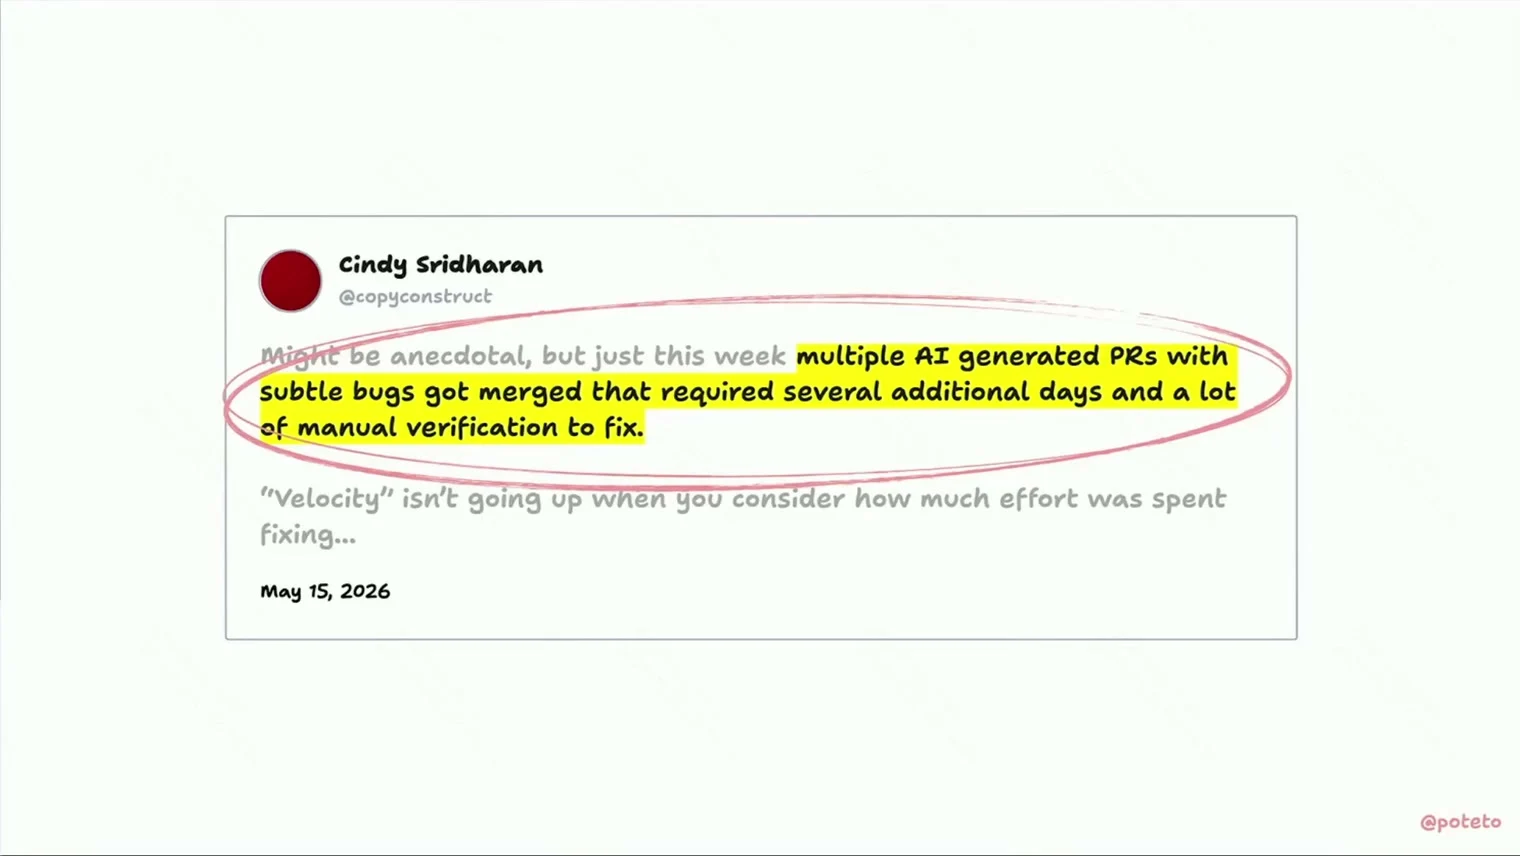 Cindy Sridharan
@copyconstruct
Might be anecdotal, but just this week multiple AI generated PRs with
subtle bugs got merged that required several additional days and a lot
of manual verification to fix.
"Velocity" isn't going up when you consider how much effort was spent
fixing...
May 15, 2026
@poteto